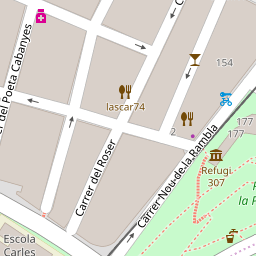 154
lascar74
177
177
2
del Poeta Cabanyes
Carrer del Roser
Carrer Nou de la Rambla
Refugi
307
la
Escola
Carles